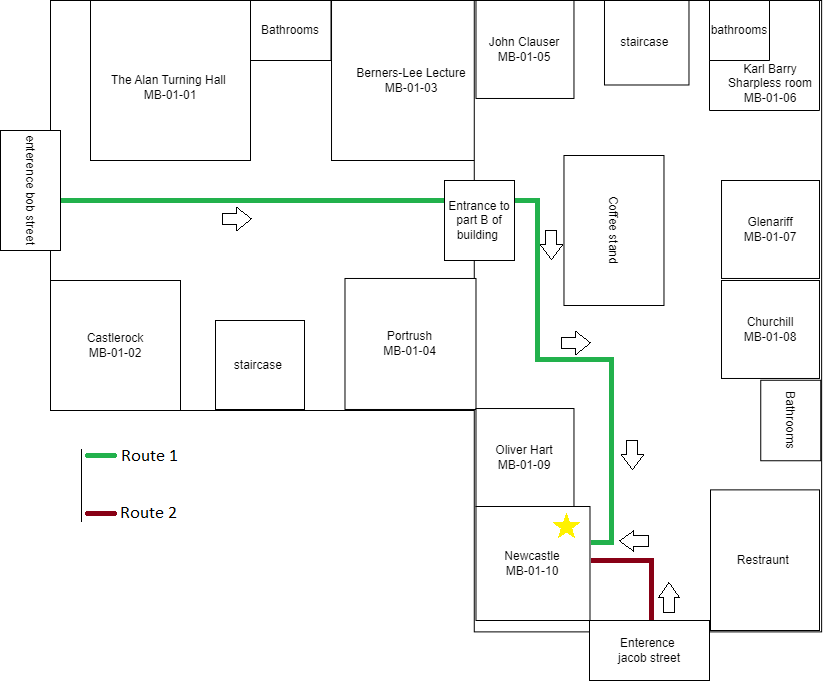 Bathrooms
The Alan Turning Hall
MB-01-01
Berners-Lee Lecture
MB-01-03
John Clauser
MB-01-05
staircase
bathrooms
Karl Barry
Sharpless room
MB-01-06
enterence bob street
Entrance to
part B of
building
Coffee stand
Glenariff
MB-01-07
Castlerock
MB-01-02
staircase
Portrush
MB-01-04
Churchill
MB-01-08
Bathrooms
Oliver Hart
MB-01-09
Route 1
Route 2
Newcastle
MB-01-10
Restraunt
Enterence
jacob street